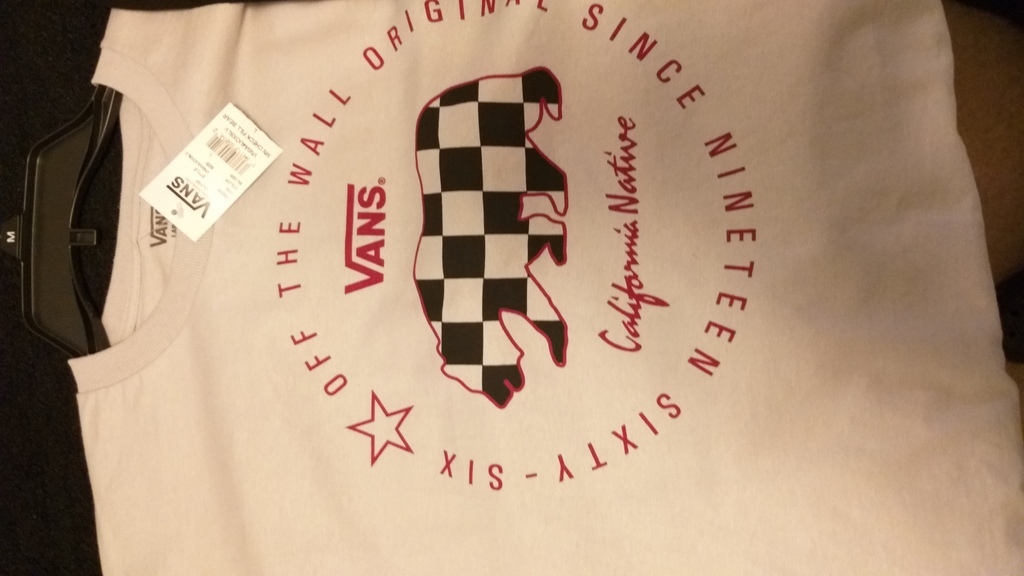 OFF THE WALL ORIGINAL SINCE NINETEEN SIXTY-SIX
VANS®
California Native
VANS
VANS
M